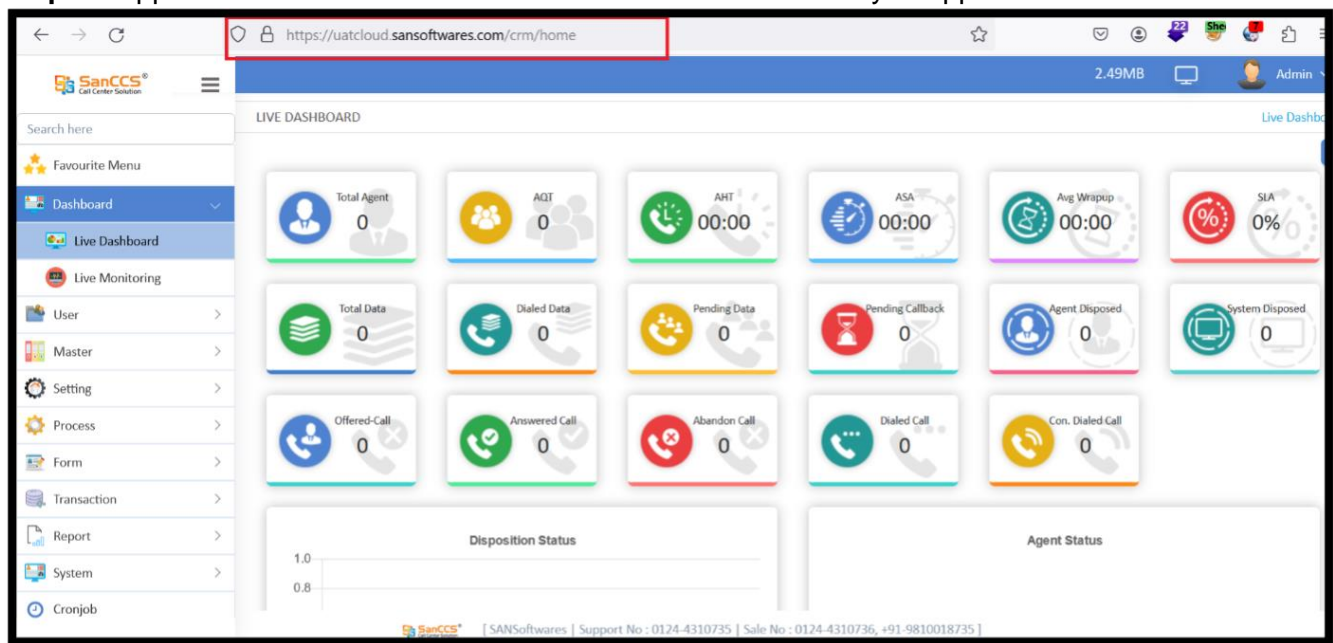 https://uatcloud.sansoftwares.com/crm/home
22
She
7
SanCCS®
Call Center Solution
2.49MB
Admin
Search here
LIVE DASHBOARD
Live Dashbo
Favourite Menu
Dashboard
Live Dashboard
Live Monitoring
User
Master
Setting
Process
Form
Transaction
Report
System
Cronjob
Total Agent
0
AQT
0
AHT
00:00
ASA
00:00
Avg Wrapup
00:00
SLA
0%
Total Data
0
Dialed Data
0
Pending Data
0
Pending Callback
0
Agent Disposed
0
System Disposed
0
Offered-Call
0
Answered Call
0
Abandon Call
0
Dialed Call
0
Con. Dialed Call
0
Disposition Status
1.0
0.8
Agent Status
SanCCS® [ SANSoftwares | Support No : 0124-4310735 | Sale No : 0124-4310736, +91-9810018735 ]